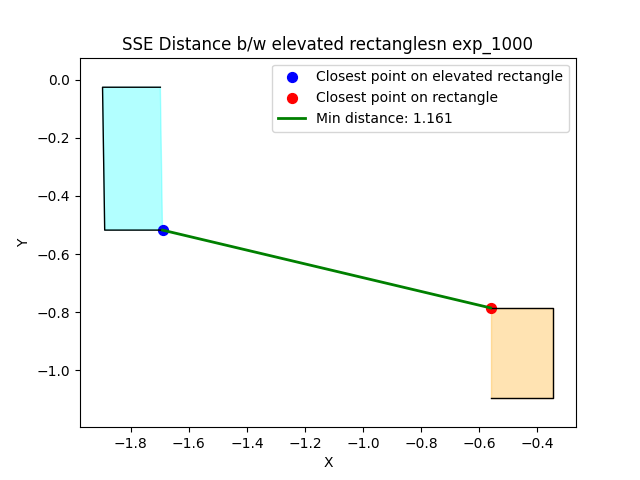 SSE Distance b/w elevated rectanglesn exp_1000
Closest point on elevated rectangle
Closest point on rectangle
Min distance: 1.161
0.0
−0.2
−0.4
−0.6
−0.8
−1.0
Y
−1.8 −1.6 −1.4 −1.2 −1.0 −0.8 −0.6 −0.4
X